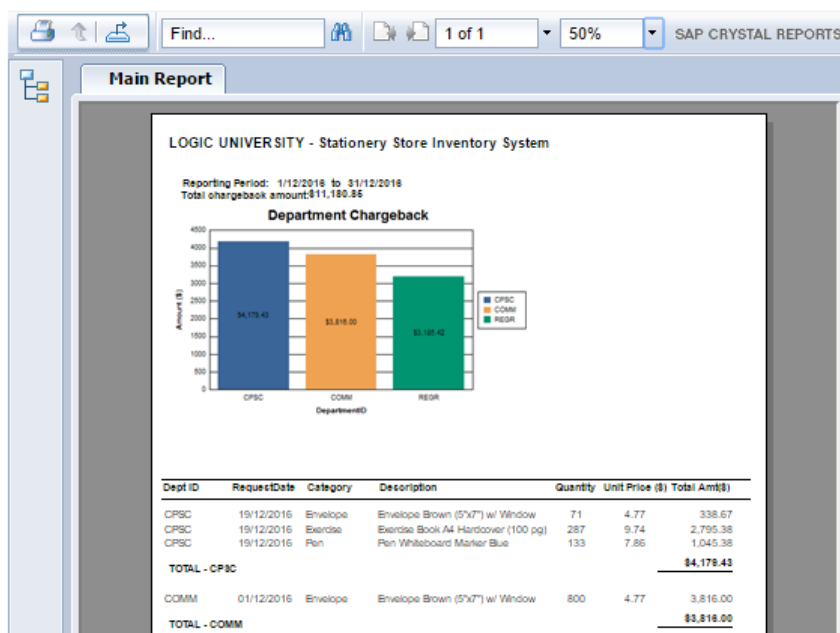 Find...
1 of 1
50%
SAP CRYSTAL REPORTS
Main Report
LOGIC UNIVERSITY - Stationery Store Inventory System
Reporting Period: 1/12/2016 to 31/12/2016
Total chargeback amount:$11,180.85
Department Chargeback
4500
4000
3500
3000
2500
2000
1500
1000
500
0
Amount ($)
$4,179.43
$3,816.00
$3,185.42
CPSC
COMM
REGR
CPSC
COMM
REGR
DepartmentID
Dept ID RequestDate Category Description Quantity Unit Price ($) Total Amt($)
CPSC 19/12/2016 Envelope Envelope Brown (5"x7") w/ Window 71 4.77 338.67
CPSC 19/12/2016 Exercise Exercise Book A4 Hardcover (100 pg) 287 9.74 2,795.38
CPSC 19/12/2016 Pen Pen Whiteboard Marker Blue 133 7.86 1,045.38
TOTAL - CPSC $4,179.43
COMM 01/12/2016 Envelope Envelope Brown (5"x7") w/ Window 800 4.77 3,816.00
TOTAL - COMM $3,816.00